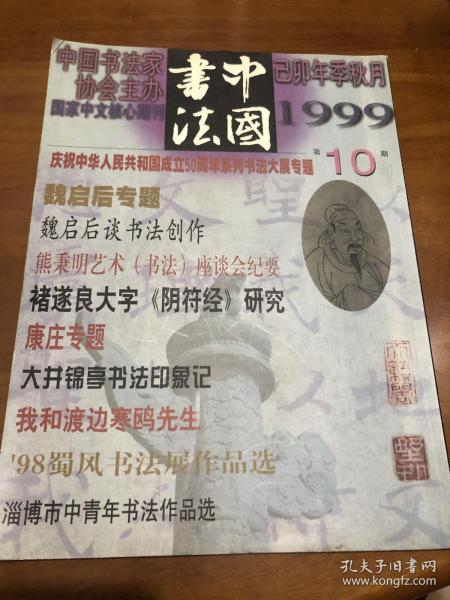 中国书法家
协会主办
国家中文核心期刊
中國
書法
己卯年季秋月
1999
第10期
庆祝中华人民共和国成立50周年系列书法大展专题
魏启后专题
魏启后谈书法创作
熊秉明艺术（书法）座谈会纪要
褚遂良大字《阴符经》研究
康庄专题
大井锦亭书法印象记
我和渡边寒鸥先生
'98蜀风书法展作品选
淄博市中青年书法作品选
孔夫子旧书网
www.kongfz.com